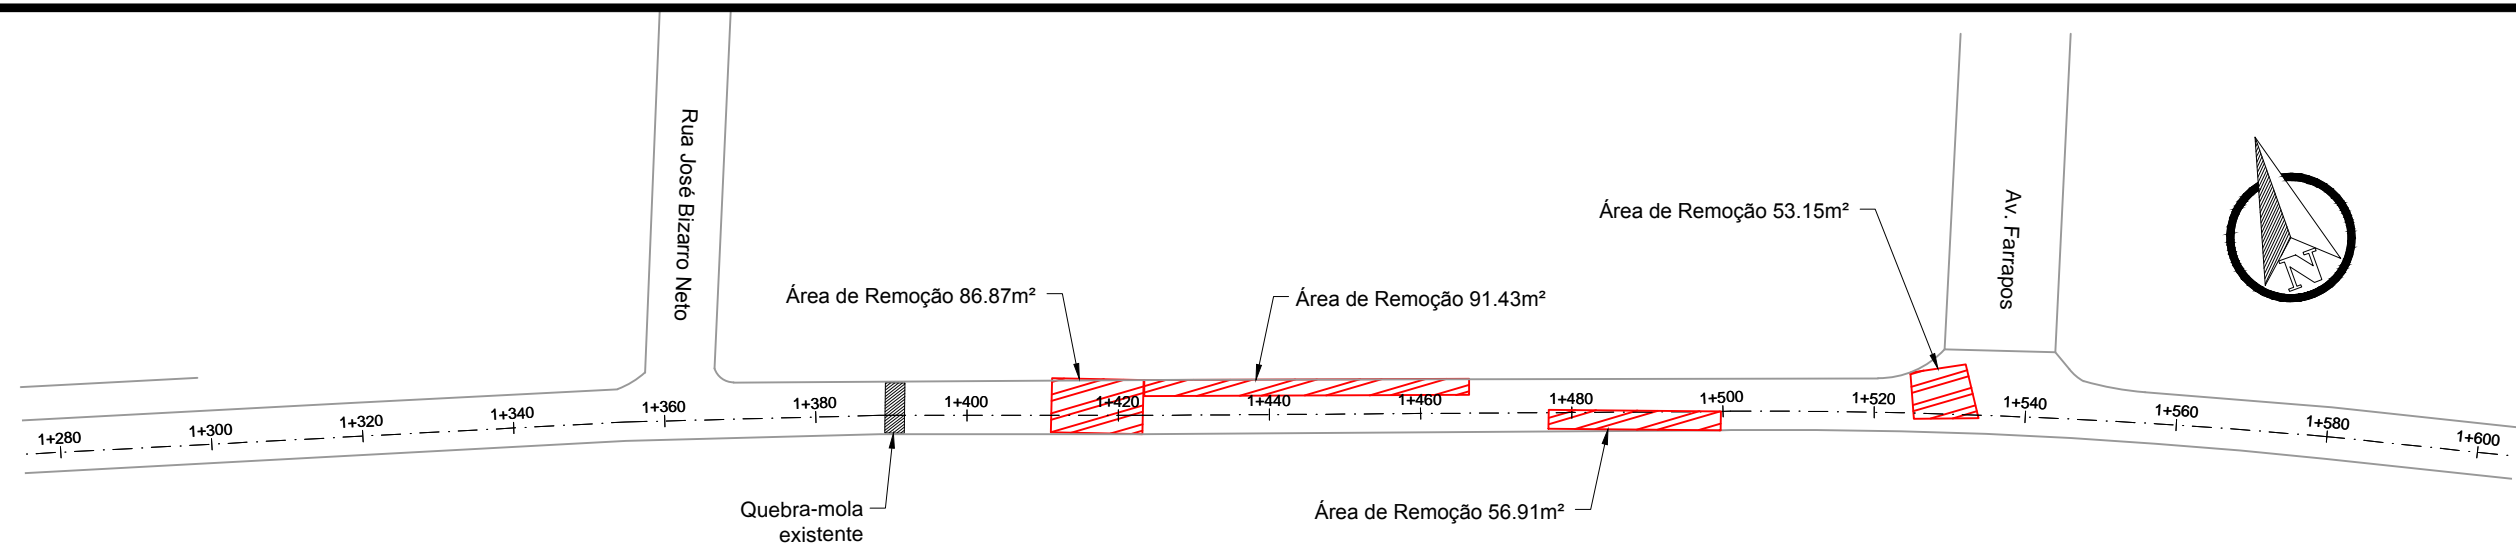 Rua José Bizarro Neto
Av. Farrapos
Área de Remoção 53.15m²
Área de Remoção 86.87m²
Área de Remoção 91.43m²
N
1+280
1+300
1+320
1+340
1+360
1+380
1+400
1+420
1+440
1+460
1+480
1+500
1+520
1+540
1+560
1+580
1+600
Quebra-mola
existente
Área de Remoção 56.91m²